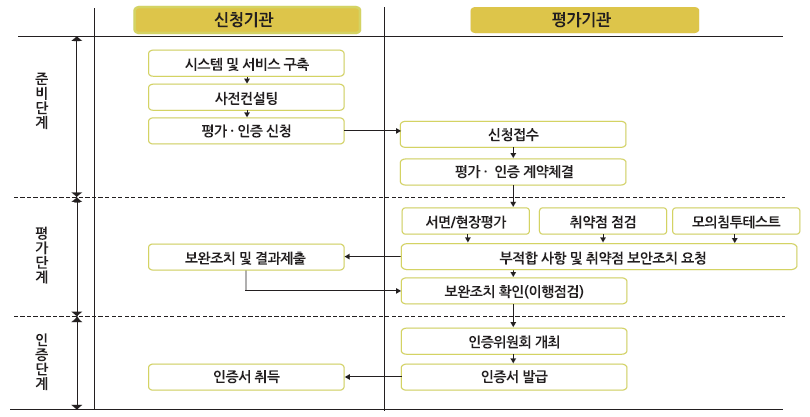 신청기관
평가기관
준비단계
시스템 및 서비스 구축
사전컨설팅
평가 · 인증 신청
신청접수
평가 · 인증 계약체결
평가단계
서면/현장평가
취약점 점검
모의침투테스트
보완조치 및 결과제출
부적합 사항 및 취약점 보안조치 요청
보완조치 확인(이행점검)
인증단계
인증위원회 개최
인증서 취득
인증서 발급